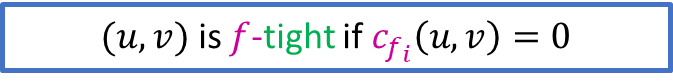 (u, v) is f-tight if c_{f_i}(u, v) = 0